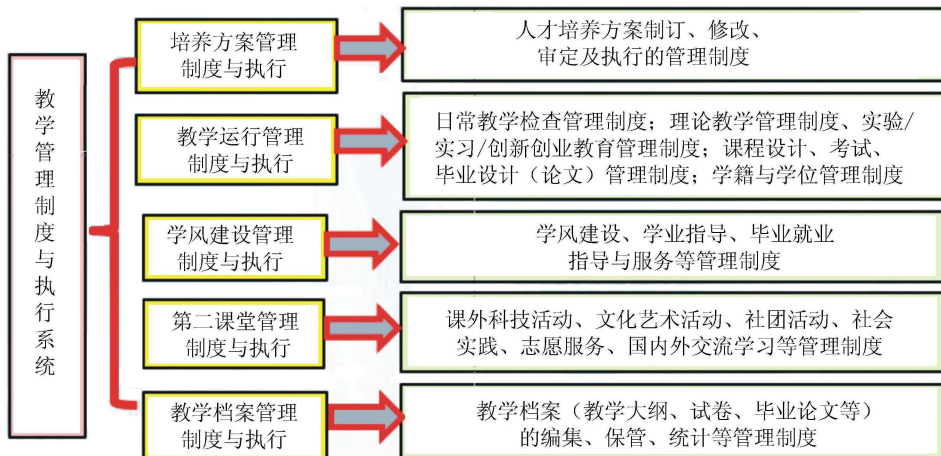 教学管理制度与执行系统
培养方案管理
制度与执行
人才培养方案制订、修改、
审定及执行的管理制度
教学运行管理
制度与执行
日常教学检查管理制度；理论教学管理制度、实验/
实习/创新创业教育管理制度；课程设计、考试、
毕业设计（论文）管理制度；学籍与学位管理制度
学风建设管理
制度与执行
学风建设、学业指导、毕业就业
指导与服务等管理制度
第二课堂管理
制度与执行
课外科技活动、文化艺术活动、社团活动、社会
实践、志愿服务、国内外交流学习等管理制度
教学档案管理
制度与执行
教学档案（教学大纲、试卷、毕业论文等）
的编集、保管、统计等管理制度